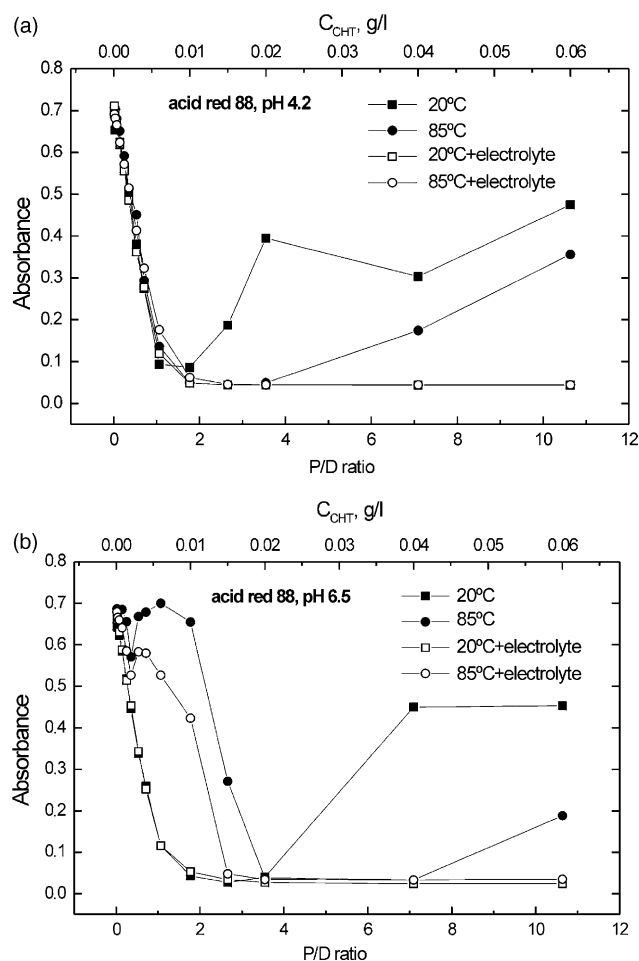 (a)
C_CHT, g/l
0.00 0.01 0.02 0.03 0.04 0.05 0.06
0.8
0.7
0.6
0.5
0.4
0.3
0.2
0.1
0.0
Absorbance
acid red 88, pH 4.2
20ºC
85ºC
20ºC+electrolyte
85ºC+electrolyte
0 2 4 6 8 10 12
P/D ratio
(b)
C_CHT, g/l
0.00 0.01 0.02 0.03 0.04 0.05 0.06
0.8
0.7
0.6
0.5
0.4
0.3
0.2
0.1
0.0
Absorbance
acid red 88, pH 6.5
20ºC
85ºC
20ºC+electrolyte
85ºC+electrolyte
0 2 4 6 8 10 12
P/D ratio